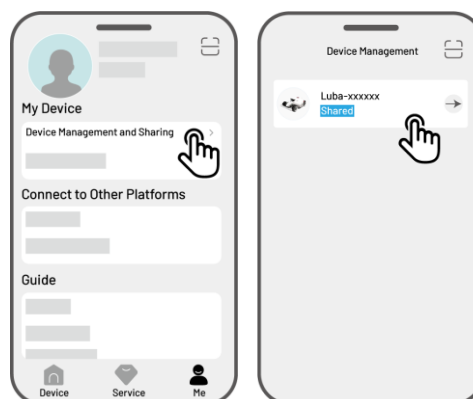 My Device
Device Management and Sharing
Connect to Other Platforms
Guide
Device Service Me
Device Management
Luba-xxxxxx
Shared